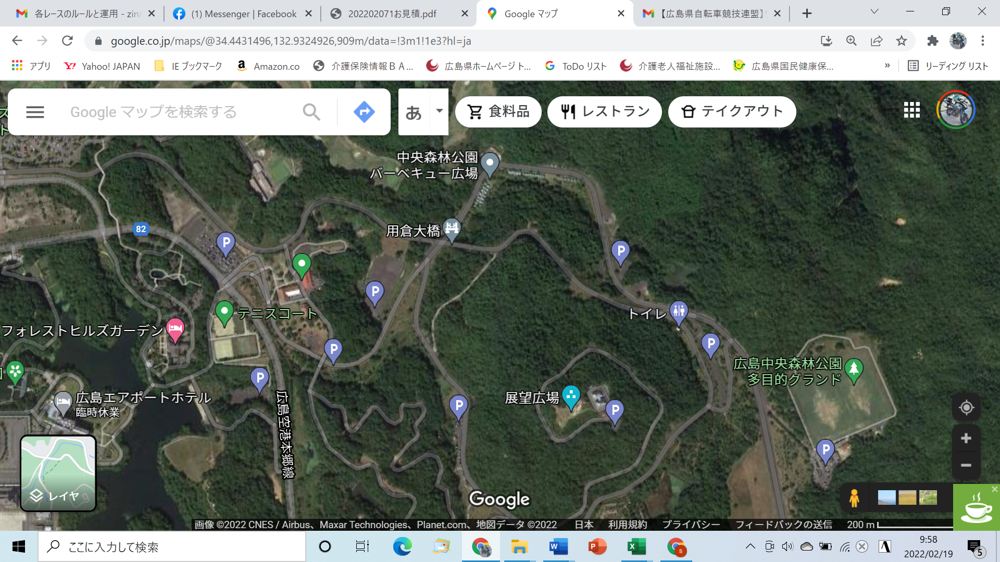 各レースのルールと運用 - zinr
(1) Messenger | Facebook
202202071お見積.pdf
Google マップ
【広島県自転車競技連盟】
google.co.jp/maps/@34.4431496,132.9324926,909m/data=!3m1!1e3?hl=ja
アプリ
Yahoo! JAPAN
IE ブックマーク
Amazon.co
介護保険情報ＢＡ...
広島県ホームページ ト...
ToDo リスト
介護老人福祉施設...
広島県国民健康保...
»
リーディング リスト
Google マップを検索する
あ
食料品
レストラン
テイクアウト
中央森林公園
バーベキュー広場
用倉大橋
82
P
P
P
P
テニスコート
トイレ
フォレストヒルズガーデン
P
P
広島中央森林公園
多目的グランド
P
広島エアポートホテル
臨時休業
広島空港本郷線
P
展望広場
P
P
レイヤ
Google
画像 ©2022 CNES / Airbus、Maxar Technologies、Planet.com、地図データ ©2022
日本
利用規約
プライバシー
フィードバックの送信
200 m
ここに入力して検索
A
9:58
2022/02/19
5